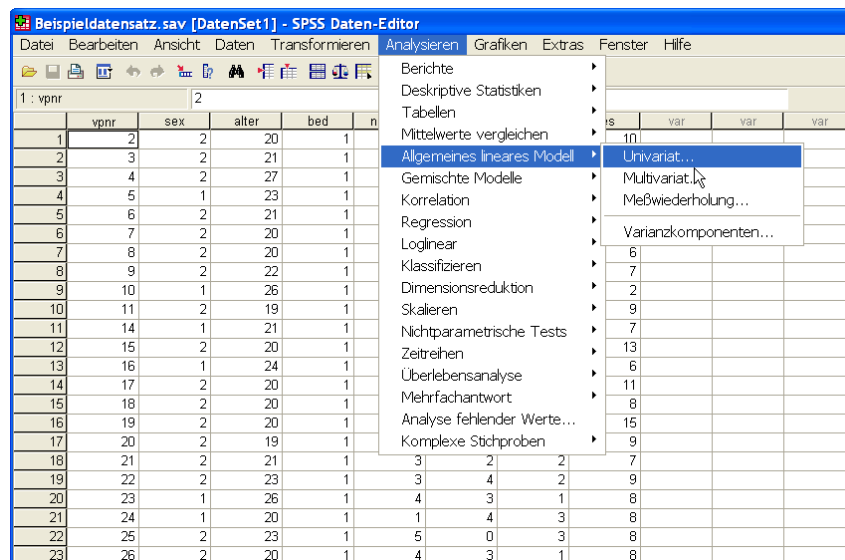 Beispieldatensatz.sav [DatenSet1] - SPSS Daten-Editor
Datei Bearbeiten Ansicht Daten Transformieren Analysieren Grafiken Extras Fenster Hilfe
1 : vpnr 2
vpnr sex alter bed n s var var var
1 2 2 20 1 10
2 3 2 21 1
3 4 2 27 1
4 5 1 23 1
5 6 2 21 1
6 7 2 20 1
7 8 2 20 1 6
8 9 2 22 1 7
9 10 1 26 1 2
10 11 2 19 1 9
11 14 1 21 1 7
12 15 2 20 1 13
13 16 1 24 1 6
14 17 2 20 1 11
15 18 2 20 1 8
16 19 2 20 1 15
17 20 2 19 1 9
18 21 2 21 1 3 2 2 7
19 22 2 23 1 3 4 2 9
20 23 1 26 1 4 3 1 8
21 24 1 20 1 1 4 3 8
22 25 2 23 1 5 0 3 8
23 26 2 20 1 4 3 1 8
Berichte
Deskriptive Statistiken
Tabellen
Mittelwerte vergleichen
Allgemeines lineares Modell
Gemischte Modelle
Korrelation
Regression
Loglinear
Klassifizieren
Dimensionsreduktion
Skalieren
Nichtparametrische Tests
Zeitreihen
Überlebensanalyse
Mehrfachantwort
Analyse fehlender Werte...
Komplexe Stichproben
Univariat...
Multivariat...
Meßwiederholung...
Varianzkomponenten...